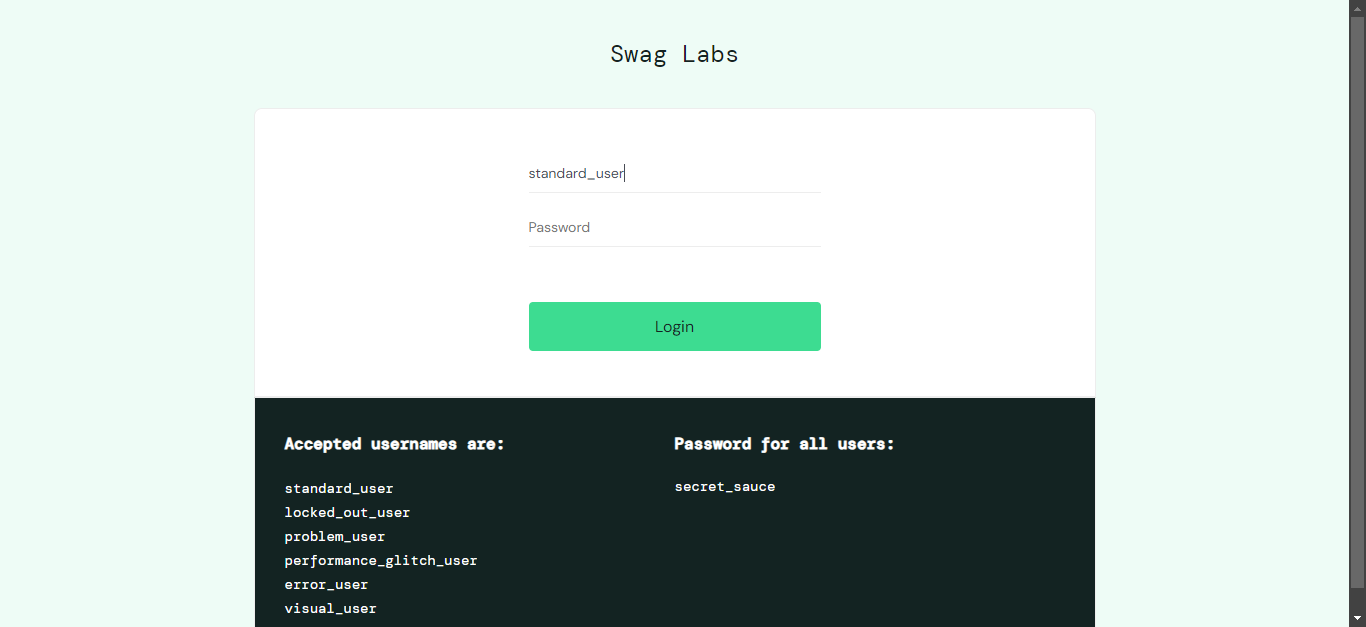 Swag Labs
standard_user
Password
Login
Accepted usernames are:
standard_user
locked_out_user
problem_user
performance_glitch_user
error_user
visual_user
Password for all users:
secret_sauce